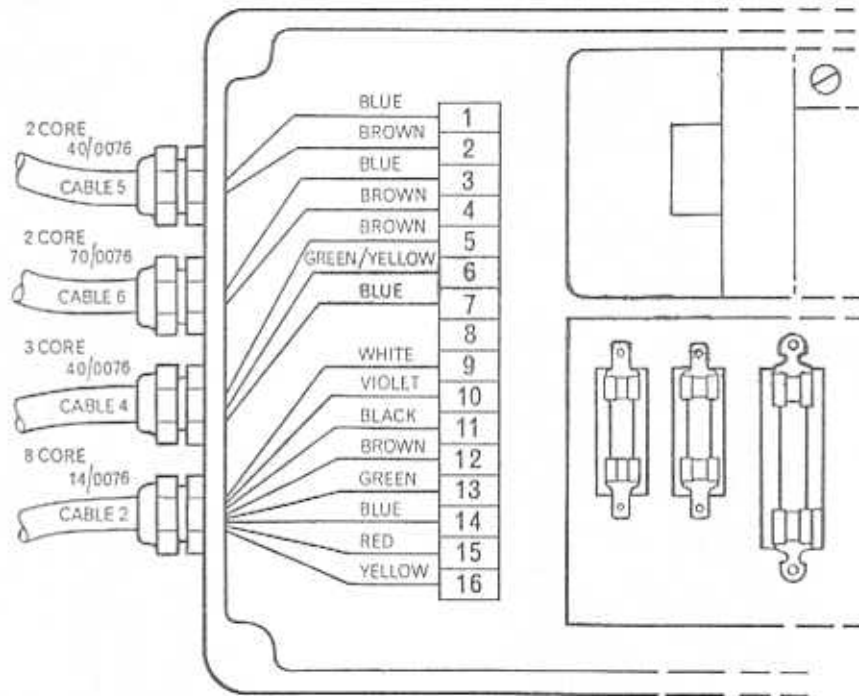 2 CORE
40/0076
CABLE 5
2 CORE
70/0076
CABLE 6
3 CORE
40/0076
CABLE 4
8 CORE
14/0076
CABLE 2
BLUE 1
BROWN 2
BLUE 3
BROWN 4
BROWN 5
GREEN/YELLOW 6
BLUE 7
8
WHITE 9
VIOLET 10
BLACK 11
BROWN 12
GREEN 13
BLUE 14
RED 15
YELLOW 16